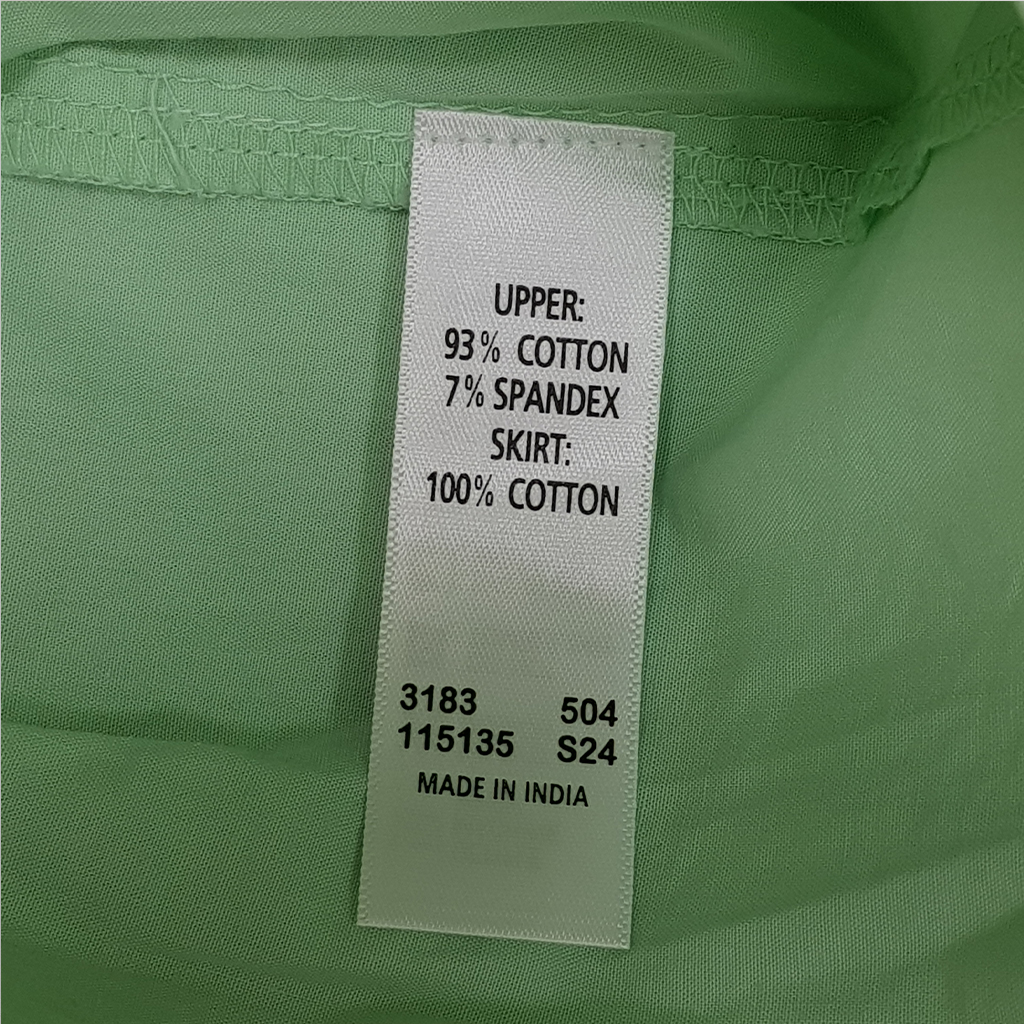 UPPER:
93% COTTON
7% SPANDEX
SKIRT:
100% COTTON
3183 504
115135 S24
MADE IN INDIA